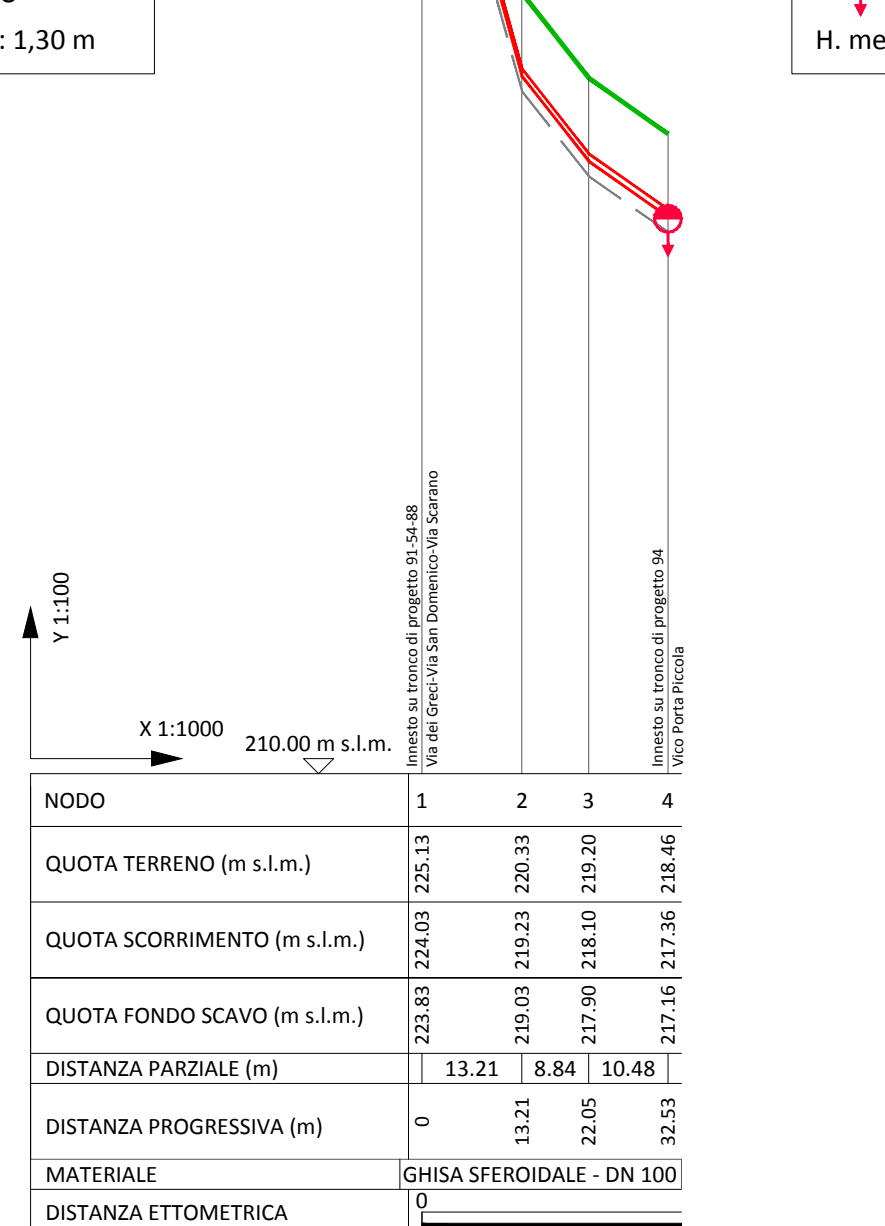 : 1,30 m
H. me
Innesto su tronco di progetto 91-54-88
Via dei Greci-Via San Domenico-Via Scarano
Innesto su tronco di progetto 94
Vico Porta Piccola
Y 1:100
X 1:1000
210.00 m s.l.m.
NODO 1 2 3 4
QUOTA TERRENO (m s.l.m.) 225.13 220.33 219.20 218.46
QUOTA SCORRIMENTO (m s.l.m.) 224.03 219.23 218.10 217.36
QUOTA FONDO SCAVO (m s.l.m.) 223.83 219.03 217.90 217.16
DISTANZA PARZIALE (m) 13.21 8.84 10.48
DISTANZA PROGRESSIVA (m) 0 13.21 22.05 32.53
MATERIALE GHISA SFEROIDALE - DN 100
DISTANZA ETTOMETRICA 0